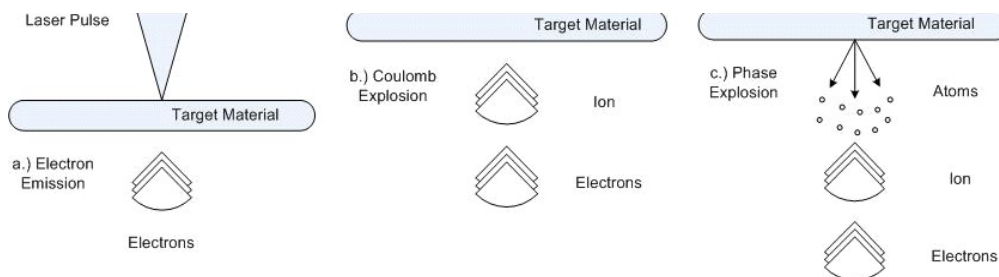 Laser Pulse
Target Material
a.) Electron
Emission
Electrons
Target Material
b.) Coulomb
Explosion
Ion
Electrons
Target Material
c.) Phase
Explosion
Atoms
Ion
Electrons